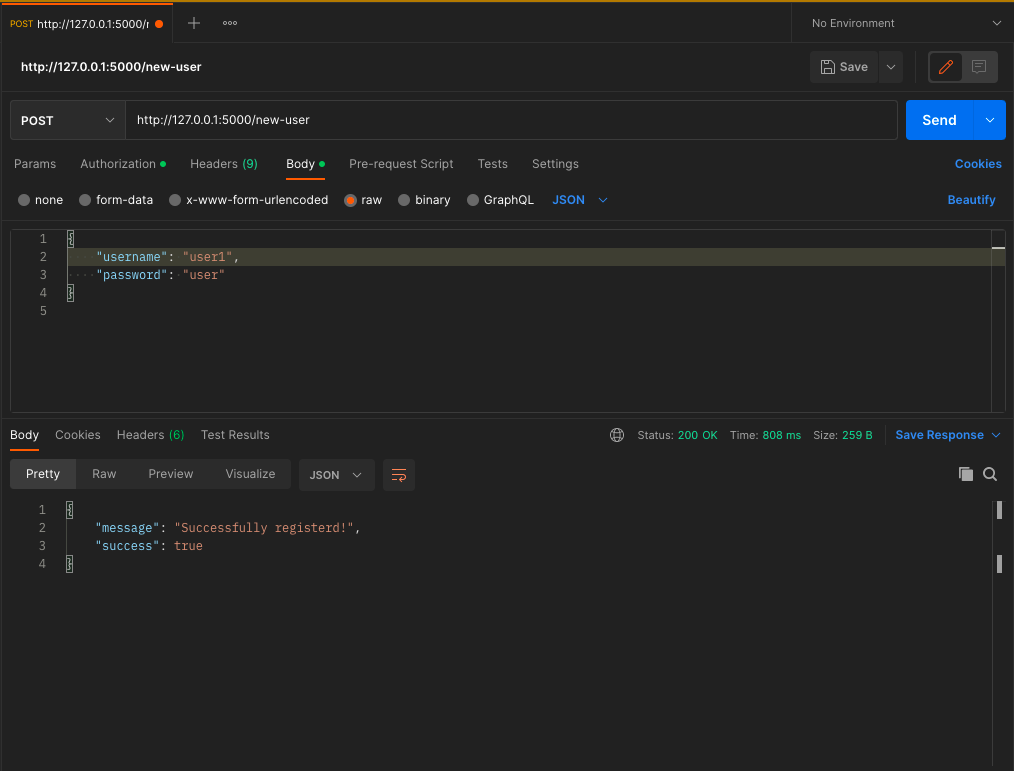 POST http://127.0.0.1:5000/r
No Environment
http://127.0.0.1:5000/new-user
Save
POST http://127.0.0.1:5000/new-user Send
Params Authorization Headers (9) Body Pre-request Script Tests Settings Cookies
none form-data x-www-form-urlencoded raw binary GraphQL JSON Beautify
1 {
2 "username": "user1",
3 "password": "user"
4 }
5
Body Cookies Headers (6) Test Results Status: 200 OK Time: 808 ms Size: 259 B Save Response
Pretty Raw Preview Visualize JSON
1 {
2 "message": "Successfully registerd!",
3 "success": true
4 }